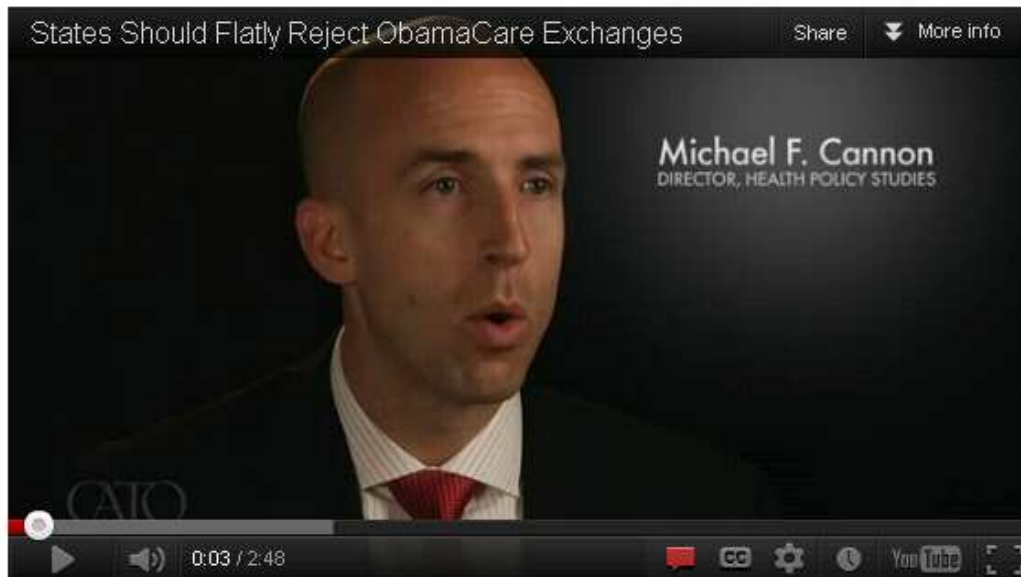 States Should Flatly Reject ObamaCare Exchanges Share More info
Michael F. Cannon
DIRECTOR, HEALTH POLICY STUDIES
CATO
0:03 / 2:48 CC YouTube